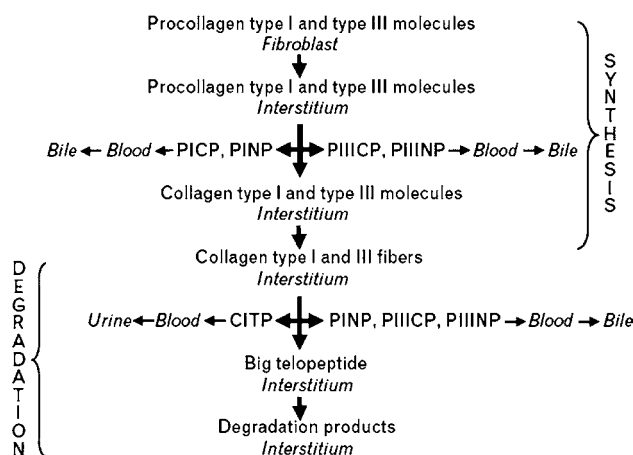 Procollagen type I and type III molecules
Fibroblast
Procollagen type I and type III molecules
Interstitium
Bile Blood PICP, PINP PIIICP, PIIINP Blood Bile
Collagen type I and type III molecules
Interstitium
SYNTHESIS
Collagen type I and III fibers
Interstitium
Urine Blood CITP PINP, PIIICP, PIIINP Blood Bile
Big telopeptide
Interstitium
Degradation products
Interstitium
DEGRADATION